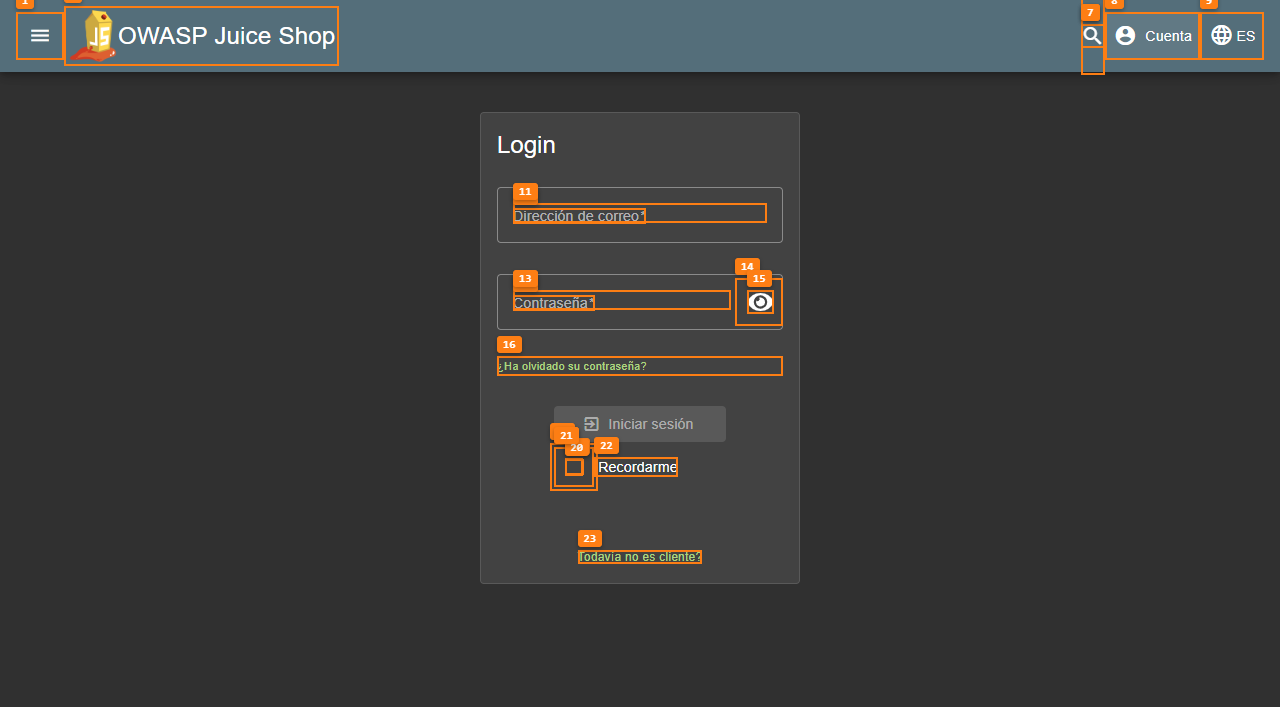 1
OWASP Juice Shop
7
8
Cuenta
9
ES
Login
11
Dirección de correo*
13
Contraseña*
14
15
16
¿Ha olvidado su contraseña?
Iniciar sesión
21
20
22
Recordarme
23
Todavía no es cliente?